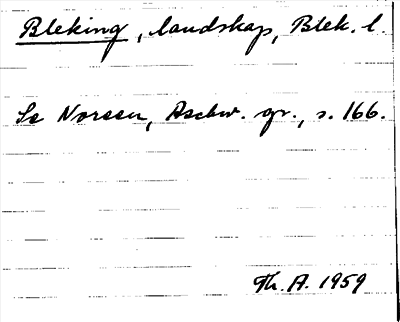 Bleking, landskap, Blek. l.
Se Noreen, Aschw. gr., s. 166.
Th. A. 1959